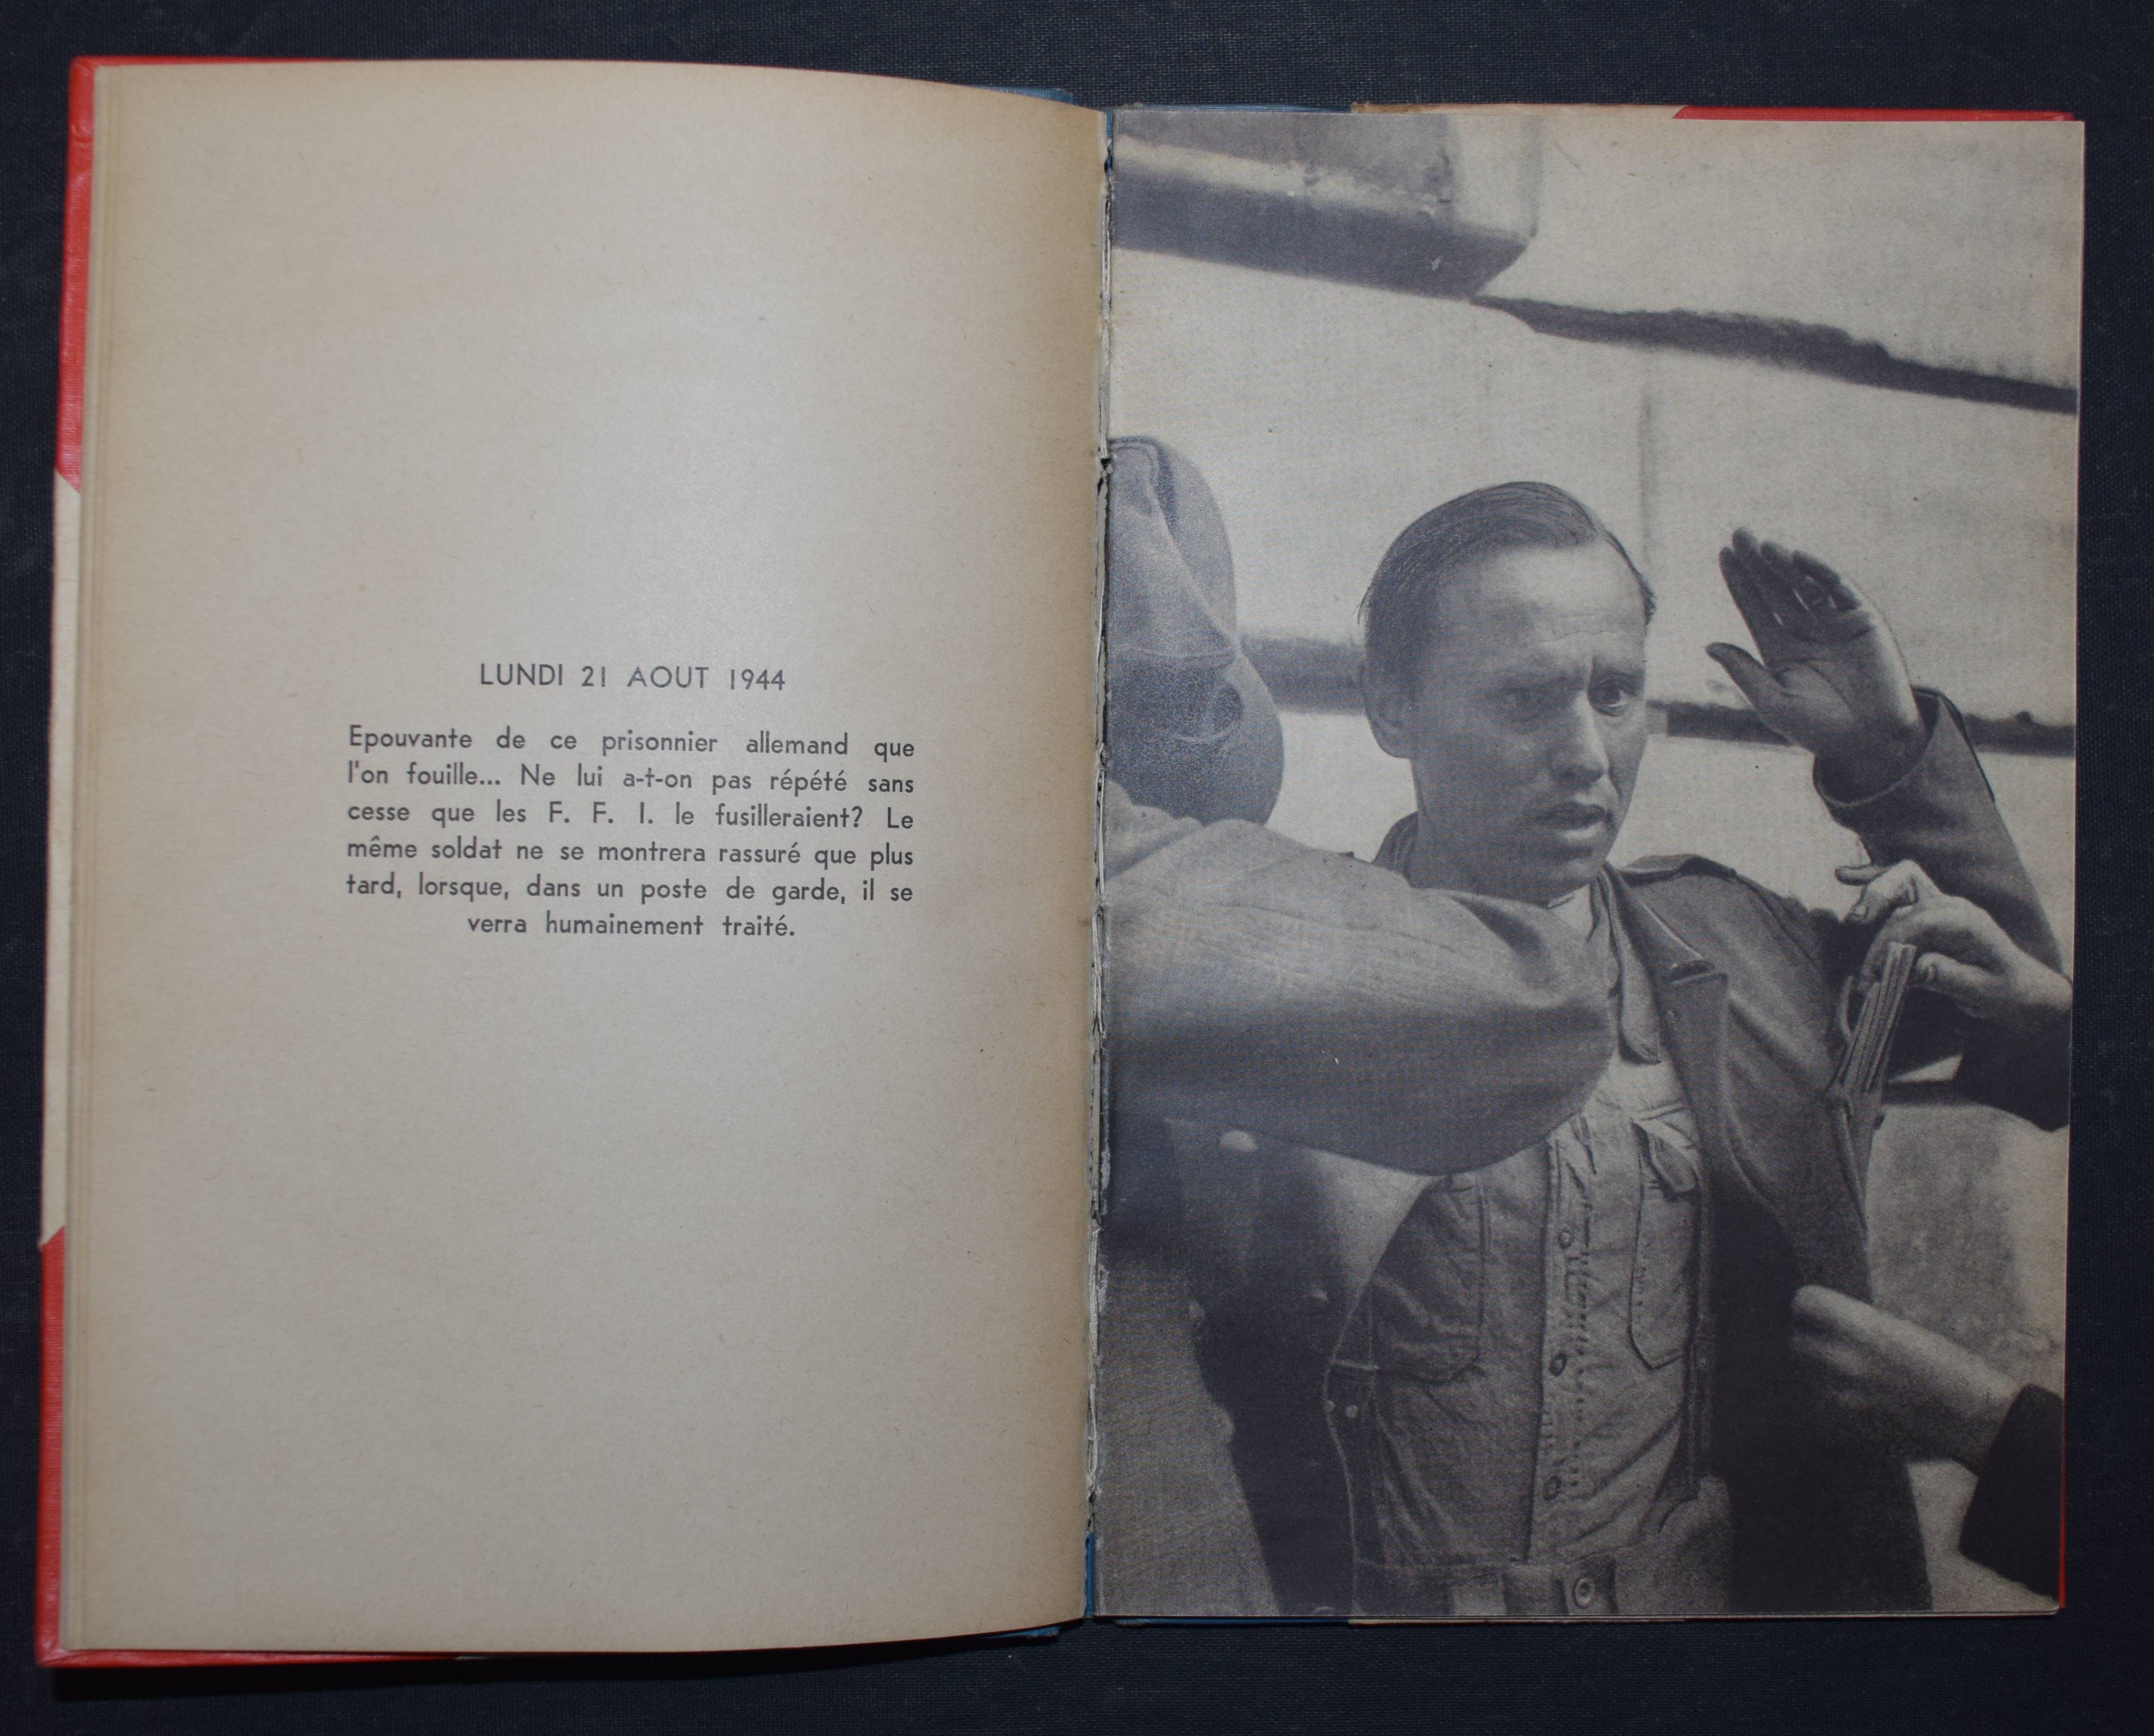 LUNDI 21 AOUT 1944
Epouvante de ce prisonnier allemand que
l'on fouille... Ne lui a-t-on pas répété sans
cesse que les F. F. I. le fusilleraient? Le
même soldat ne se montrera rassuré que plus
tard, lorsque, dans un poste de garde, il se
verra humainement traité.